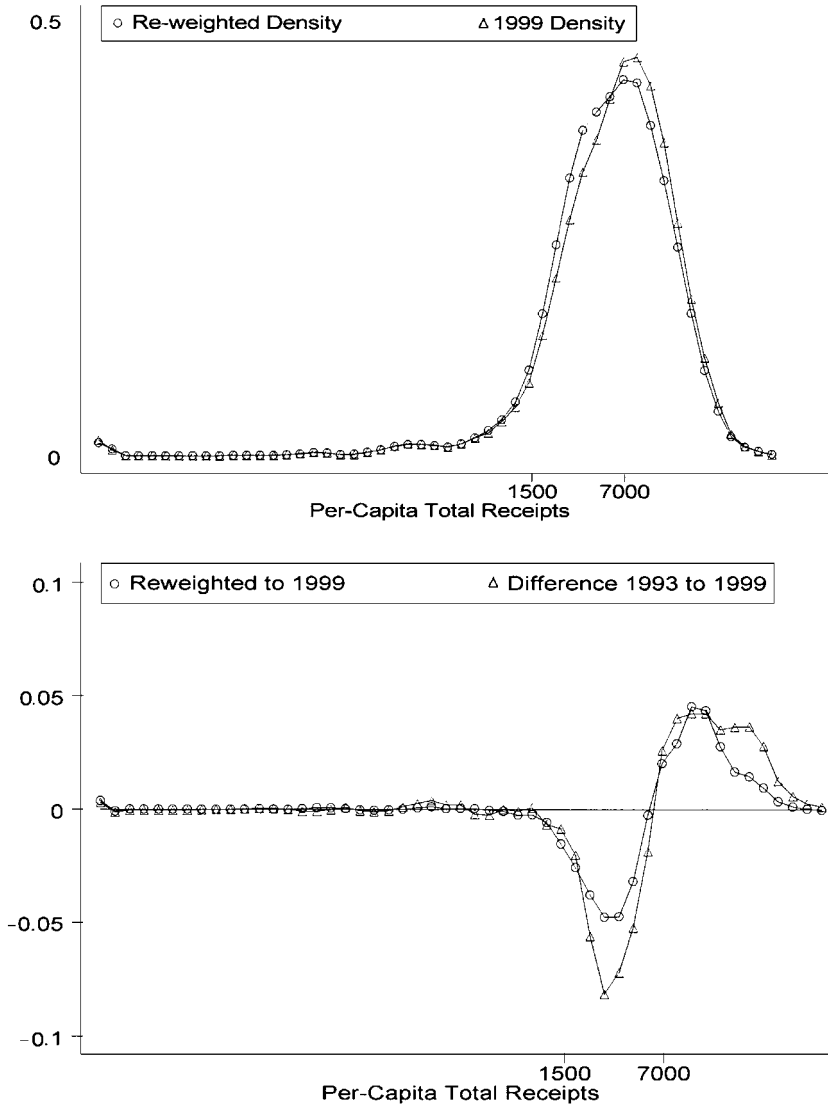 0.5
○ Re-weighted Density △ 1999 Density
0
1500 7000
Per-Capita Total Receipts
0.1
○ Reweighted to 1999 △ Difference 1993 to 1999
0.05
0
-0.05
-0.1
1500 7000
Per-Capita Total Receipts